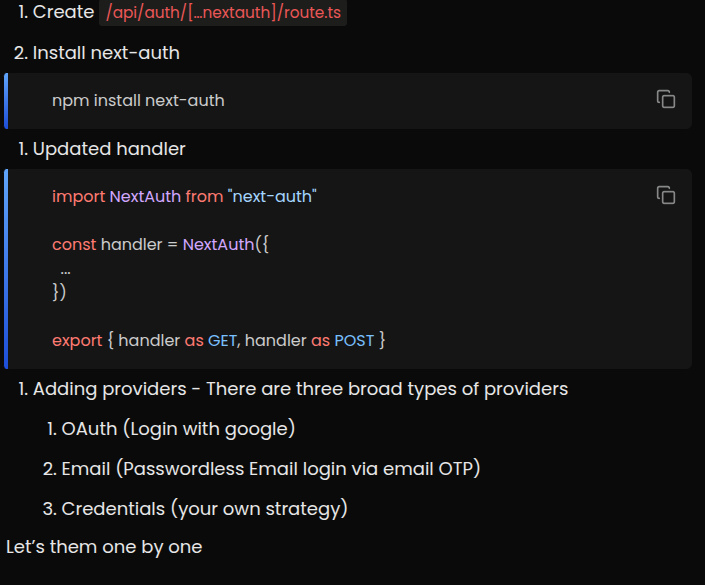 1. Create /api/auth/[...nextauth]/route.ts
2. Install next-auth
npm install next-auth
1. Updated handler
import NextAuth from "next-auth"
const handler = NextAuth({
...
})
export { handler as GET, handler as POST }
1. Adding providers - There are three broad types of providers
1. OAuth (Login with google)
2. Email (Passwordless Email login via email OTP)
3. Credentials (your own strategy)
Let's them one by one